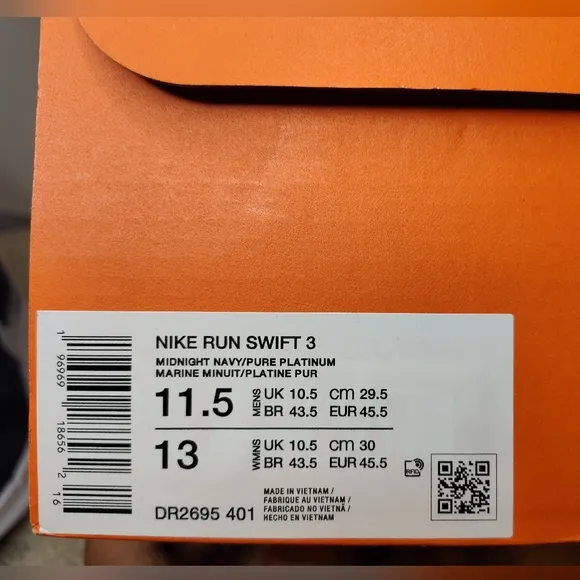 NIKE RUN SWIFT 3
MIDNIGHT NAVY/PURE PLATINUM
MARINE MINUIT/PLATINE PUR
11.5 MENS UK 10.5 CM 29.5
BR 43.5 EUR 45.5
13 WMNS UK 10.5 CM 30
BR 43.5 EUR 45.5
RFID
DR2695 401
MADE IN VIETNAM /
FABRIQUE AU VIETNAM /
FABRICADO NO VIETNÃ /
HECHO EN VIETNAM
1 96969 18656 2 16